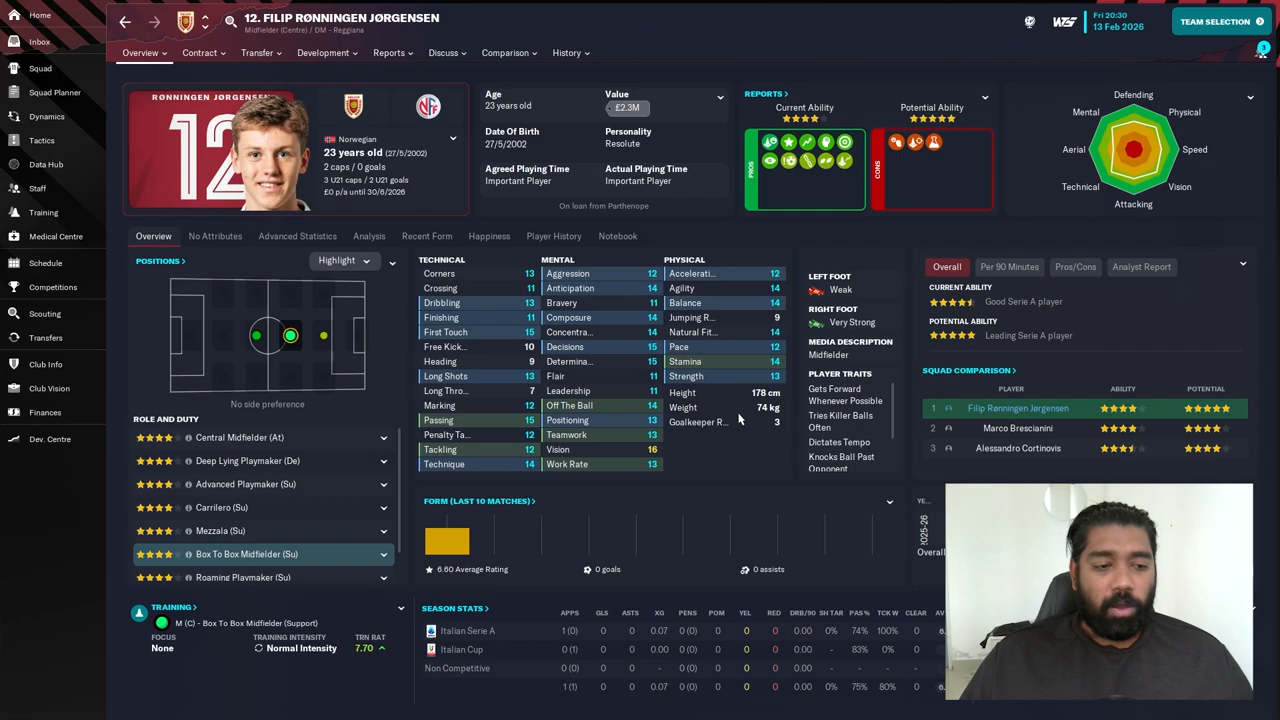 Home
Inbox
Squad
Squad Planner
Dynamics
Tactics
Data Hub
Staff
Training
Medical Centre
Schedule
Competitions
Scouting
Transfers
Club Info
Club Vision
Finances
Dev. Centre
12. FILIP RØNNINGEN JØRGENSEN
Midfielder (Centre) / DM - Reggiana
Fri 20:30
13 Feb 2026
TEAM SELECTION
3
Overview
Contract
Transfer
Development
Reports
Discuss
Comparison
History
RØNNINGEN JØRGENSEN
12
Norwegian
23 years old (27/5/2002)
2 caps / 0 goals
3 U21 caps / 2 U21 goals
£0 p/a until 30/6/2026
Age
23 years old
Value
£2.3M
Date Of Birth
27/5/2002
Personality
Resolute
Agreed Playing Time
Important Player
Actual Playing Time
Important Player
On loan from Parthenope
REPORTS
Current Ability
Potential Ability
PROS
CONS
Defending
Physical
Speed
Vision
Attacking
Technical
Aerial
Mental
Overview
No Attributes
Combined Statistics
Analysis
Recent Form
Happiness
Player History
Notebook
POSITIONS
Highlight
No side preference
ROLE AND DUTY
Central Midfielder (At)
Deep Lying Playmaker (De)
Advanced Playmaker (Su)
Carrilero (Su)
Mezzala (Su)
Box To Box Midfielder (Su)
Roaming Playmaker (Su)
TRAINING
M (C) - Box To Box Midfielder (Support)
FOCUS
None
TRAINING INTENSITY
Normal Intensity
TRN RAT
7.70
TECHNICAL
Corners 13
Crossing 11
Dribbling 13
Finishing 11
First Touch 15
Free Kick... 10
Heading 9
Long Shots 13
Long Thro... 7
Marking 12
Passing 15
Penalty Ta... 12
Tackling 12
Technique 14
MENTAL
Aggression 12
Anticipation 14
Bravery 11
Composure 14
Concentra... 14
Decisions 15
Determina... 15
Flair 11
Leadership 11
Off The Ball 14
Positioning 13
Teamwork 13
Vision 16
Work Rate 13
PHYSICAL
Accelerati... 12
Agility 14
Balance 14
Jumping R... 9
Natural Fit... 14
Pace 12
Stamina 14
Strength 13
Height 178 cm
Weight 74 kg
Goalkeeper R... 3
LEFT FOOT
Weak
RIGHT FOOT
Very Strong
MEDIA DESCRIPTION
Midfielder
PLAYER TRAITS
Gets Forward
Whenever Possible
Tries Killer Balls
Often
Dictates Tempo
Knocks Ball Past
Opponent
Overall
Per 90 Minutes
Pros/Cons
Analyst Report
CURRENT ABILITY
Good Serie A player
POTENTIAL ABILITY
Leading Serie A player
SQUAD COMPARISON
PLAYER ABILITY POTENTIAL
1 Filip Rønningen Jørgensen
2 Marco Brescianini
3 Alessandro Cortinovis
FORM (LAST 10 MATCHES)
6.60 Average Rating
0 goals
0 assists
YE...
2025-26
Overall
SEASON STATS
APPS GLS ASTS XG PENS POM YEL RED DRB/90 SH TAR PAS % TCK W CLEAR AV
Italian Serie A 1 (0) 0 0 0.07 0 (0) 0 0 0 0.00 0% 74% 100% 0
Italian Cup 0 (1) 0 0 0.00 0 (0) 0 0 0 0.00 - 83% 0% 0
Non Competitive 0 (0) 0 0 - 0 (0) 0 0 0 0.00 - - - 0
1 (1) 0 0 0.07 0 (0) 0 0 0 0.00 0% 75% 80% 0